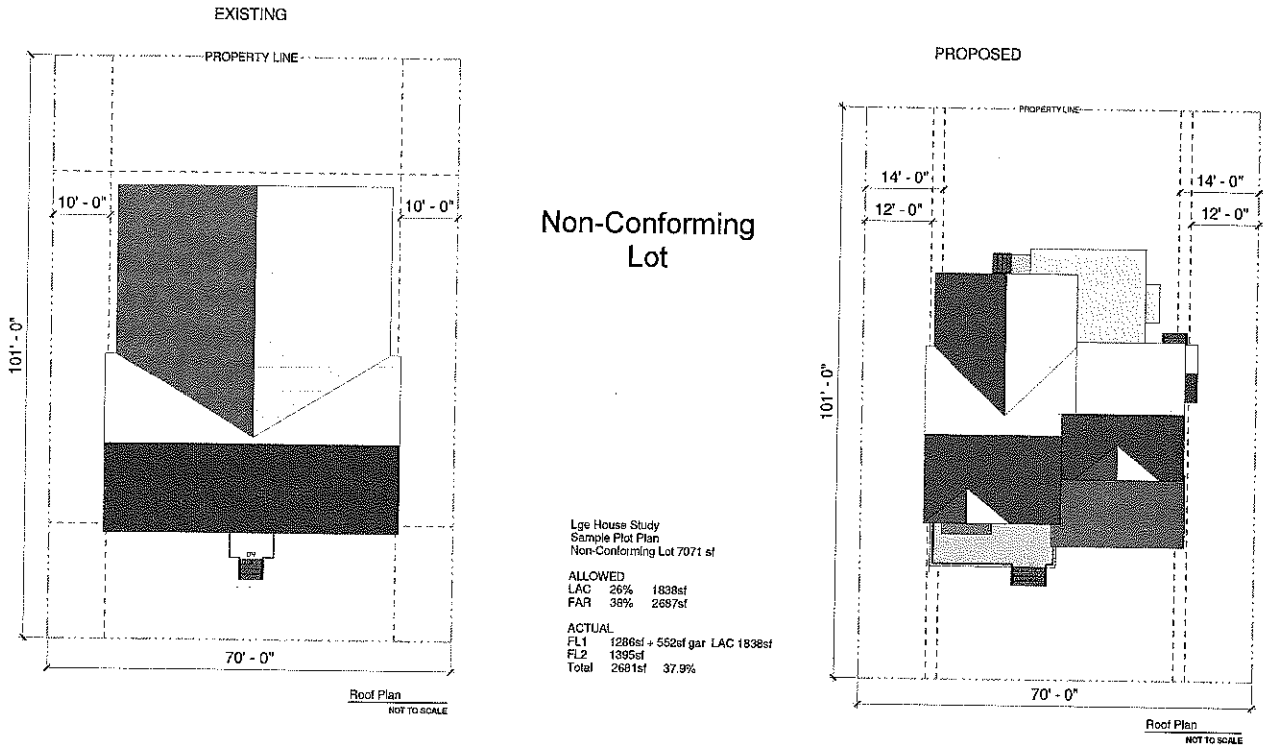 EXISTING
PROPERTY LINE
10' - 0"
10' - 0"
101' - 0"
70' - 0"
Roof Plan
NOT TO SCALE
Non-Conforming
Lot
Lge House Study
Sample Plot Plan
Non-Conforming Lot 7071 sf
ALLOWED
LAC 26% 1838sf
FAR 38% 2687sf
ACTUAL
FL1 1286sf + 552sf gar LAC 1838sf
FL2 1395sf
Total 2681sf 37.9%
PROPOSED
PROPERTY LINE
14' - 0"
14' - 0"
12' - 0"
12' - 0"
101' - 0"
70' - 0"
Roof Plan
NOT TO SCALE